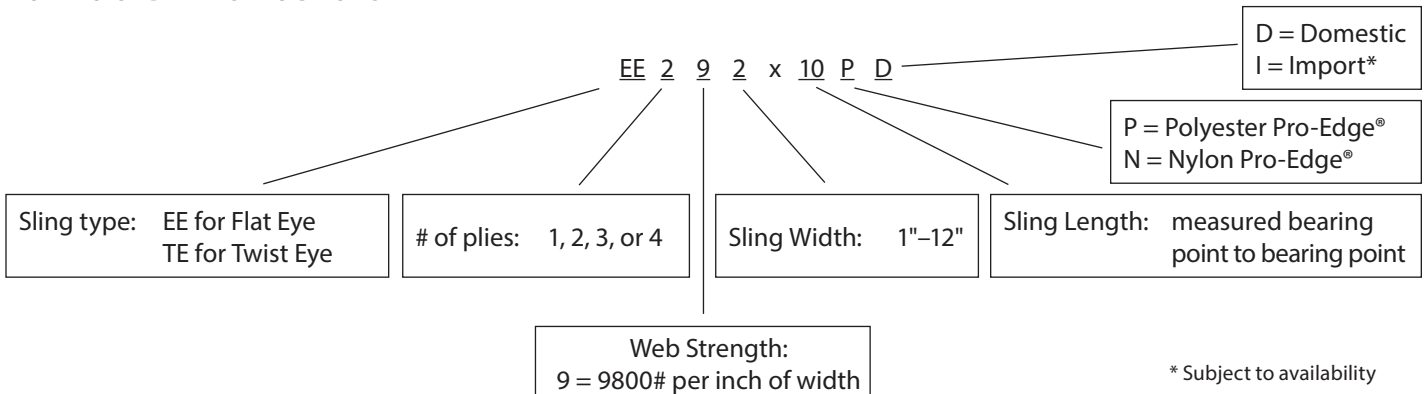 D = Domestic
I = Import*
EE 2 9 2 x 10 P D
P = Polyester Pro-Edge®
N = Nylon Pro-Edge®
Sling type: EE for Flat Eye
TE for Twist Eye
# of plies: 1, 2, 3, or 4
Sling Width: 1"–12"
Sling Length: measured bearing
point to bearing point
Web Strength:
9 = 9800# per inch of width
* Subject to availability